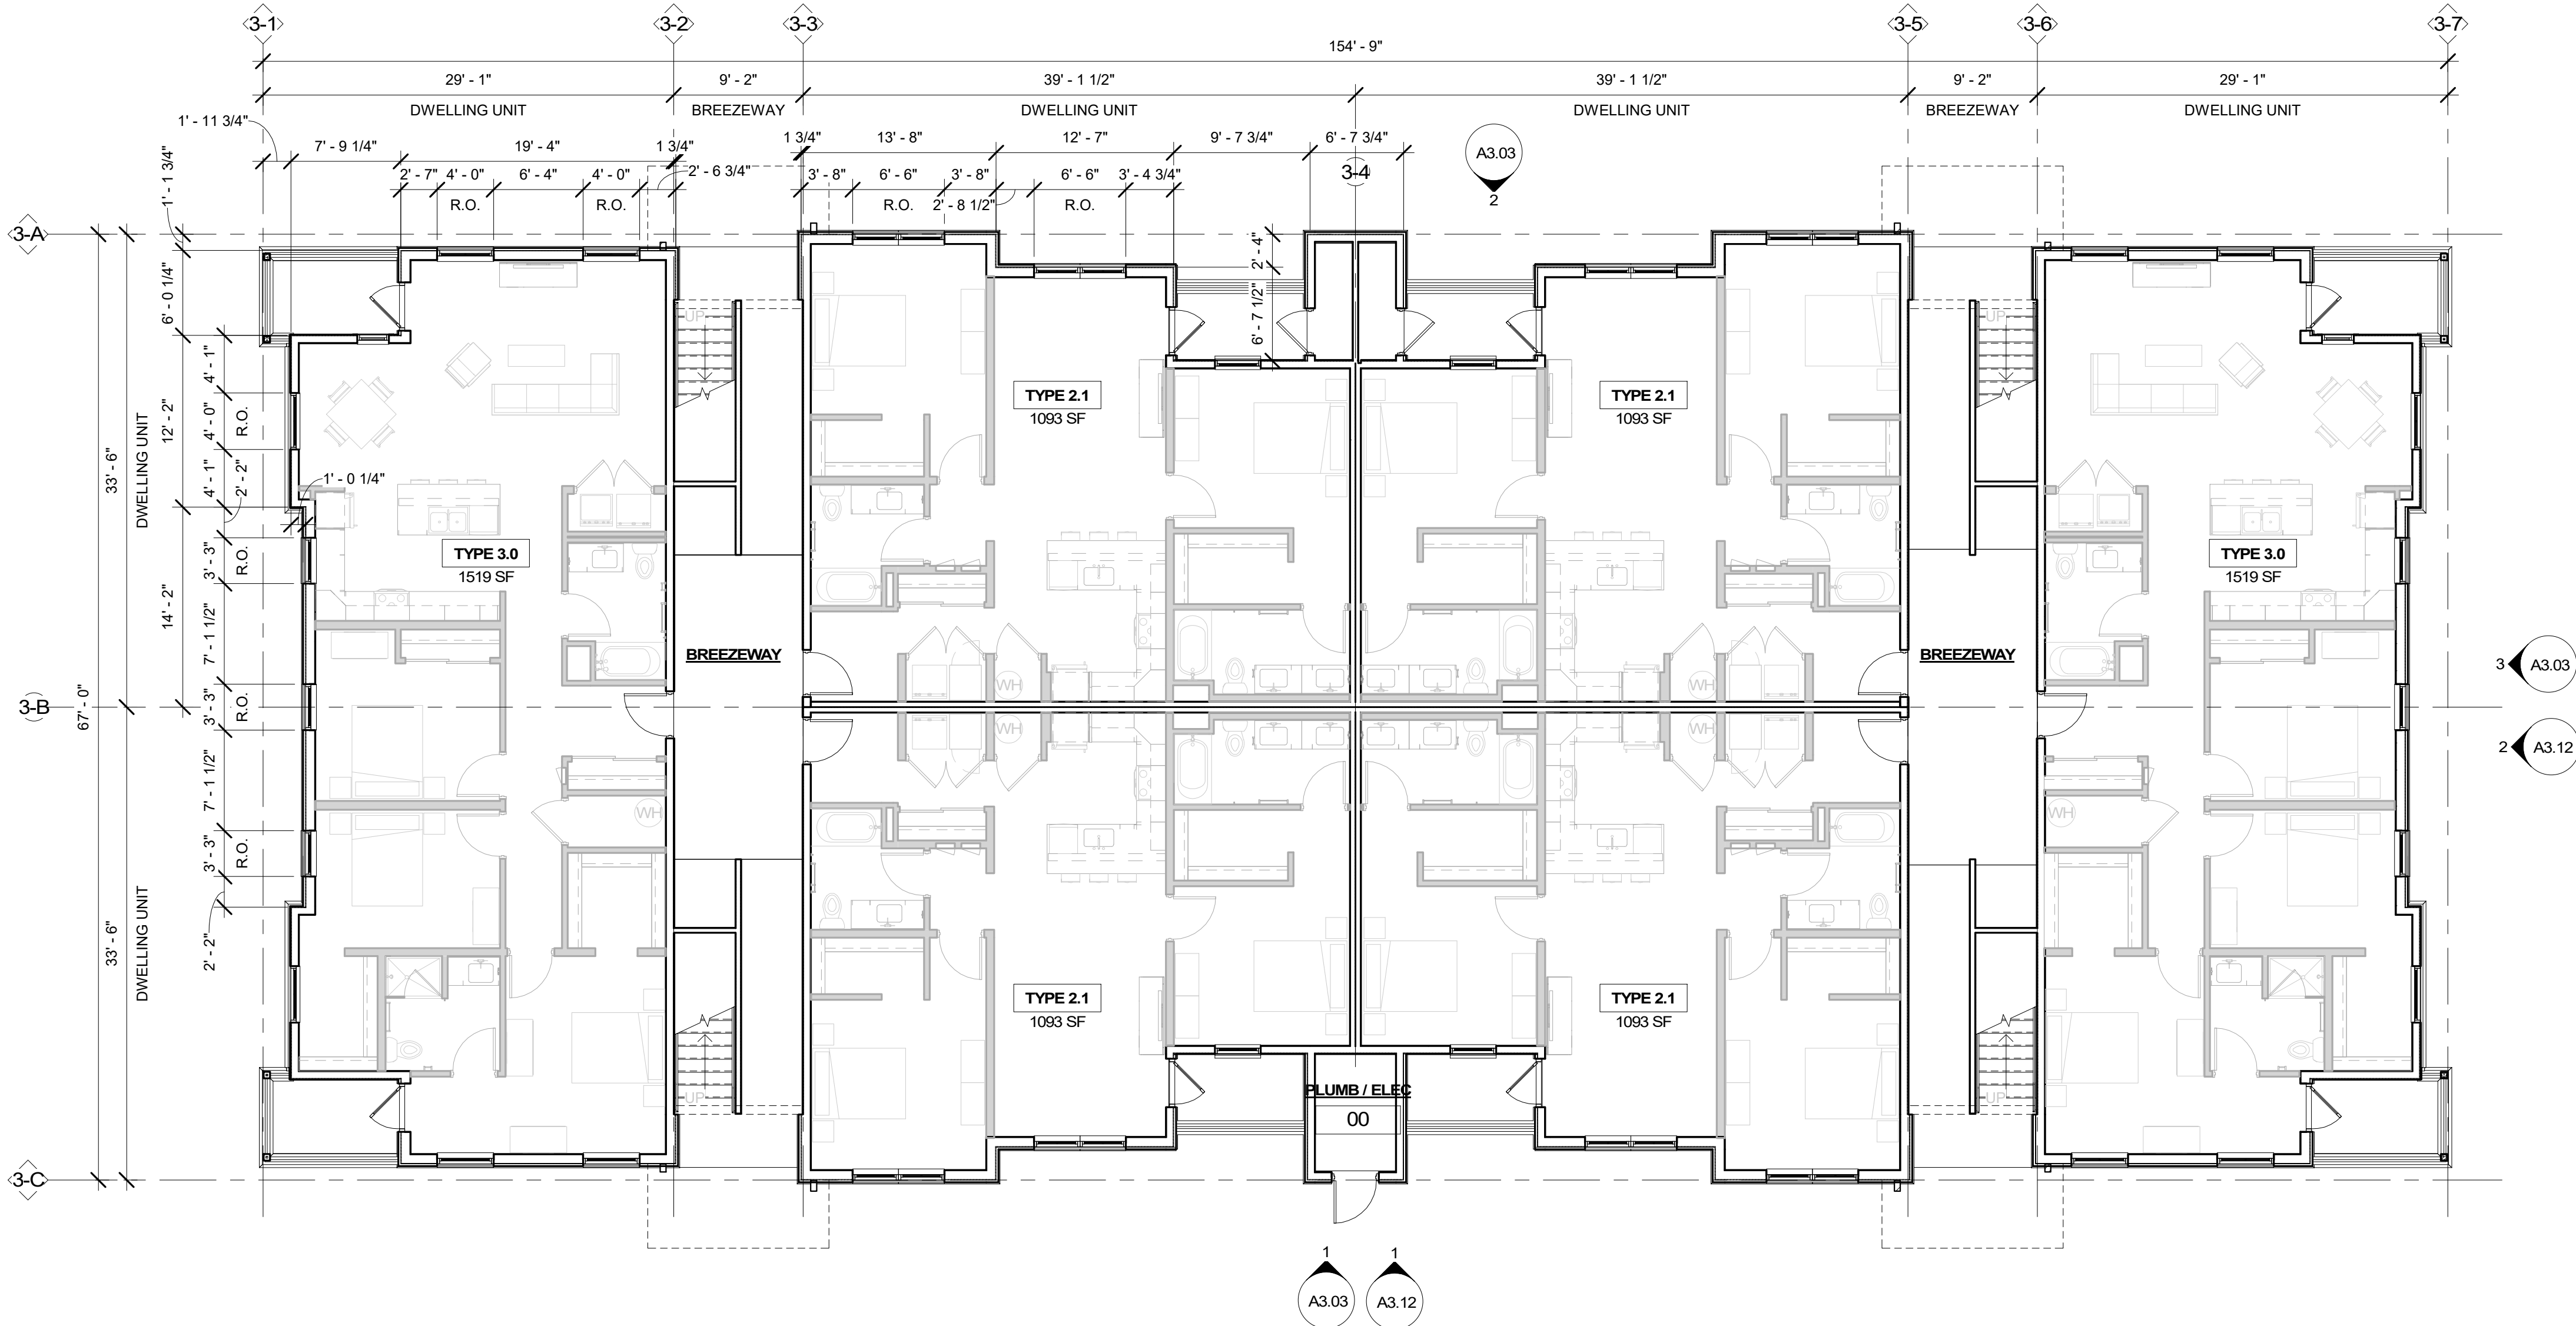 3-1
3-2
3-3
3-5
3-6
3-7
154' - 9"
29' - 1"
9' - 2"
39' - 1 1/2"
39' - 1 1/2"
9' - 2"
29' - 1"
DWELLING UNIT
BREEZEWAY
DWELLING UNIT
DWELLING UNIT
BREEZEWAY
DWELLING UNIT
1' - 11 3/4"
7' - 9 1/4"
19' - 4"
1 3/4"
1 3/4"
13' - 8"
12' - 7"
9' - 7 3/4"
6' - 7 3/4"
3-4
A3.03
2
2' - 7"
4' - 0"
6' - 4"
4' - 0"
2' - 6 3/4"
3' - 8"
6' - 6"
3' - 8"
6' - 6"
3' - 4 3/4"
R.O.
R.O.
R.O.
2' - 8 1/2"
R.O.
1' - 1 3/4"
3-A
6' - 0 1/4"
2' - 4"
6' - 7 1/2"
UP
UP
4' - 1"
4' - 0"
R.O.
4' - 1"
2' - 2"
12' - 2"
DWELLING UNIT
33' - 6"
1' - 0 1/4"
TYPE 2.1
1093 SF
TYPE 2.1
1093 SF
TYPE 3.0
1519 SF
TYPE 3.0
1519 SF
3' - 3"
R.O.
14' - 2"
7' - 1 1/2"
BREEZEWAY
BREEZEWAY
WH
WH
3
A3.03
3-B
67' - 0"
3' - 3"
R.O.
WH
WH
2
A3.12
7' - 1 1/2"
3' - 3"
R.O.
WH
WH
2' - 2"
DWELLING UNIT
33' - 6"
TYPE 2.1
1093 SF
TYPE 2.1
1093 SF
UP
UP
PLUMB / ELEC
00
3-C
1
1
A3.03
A3.12